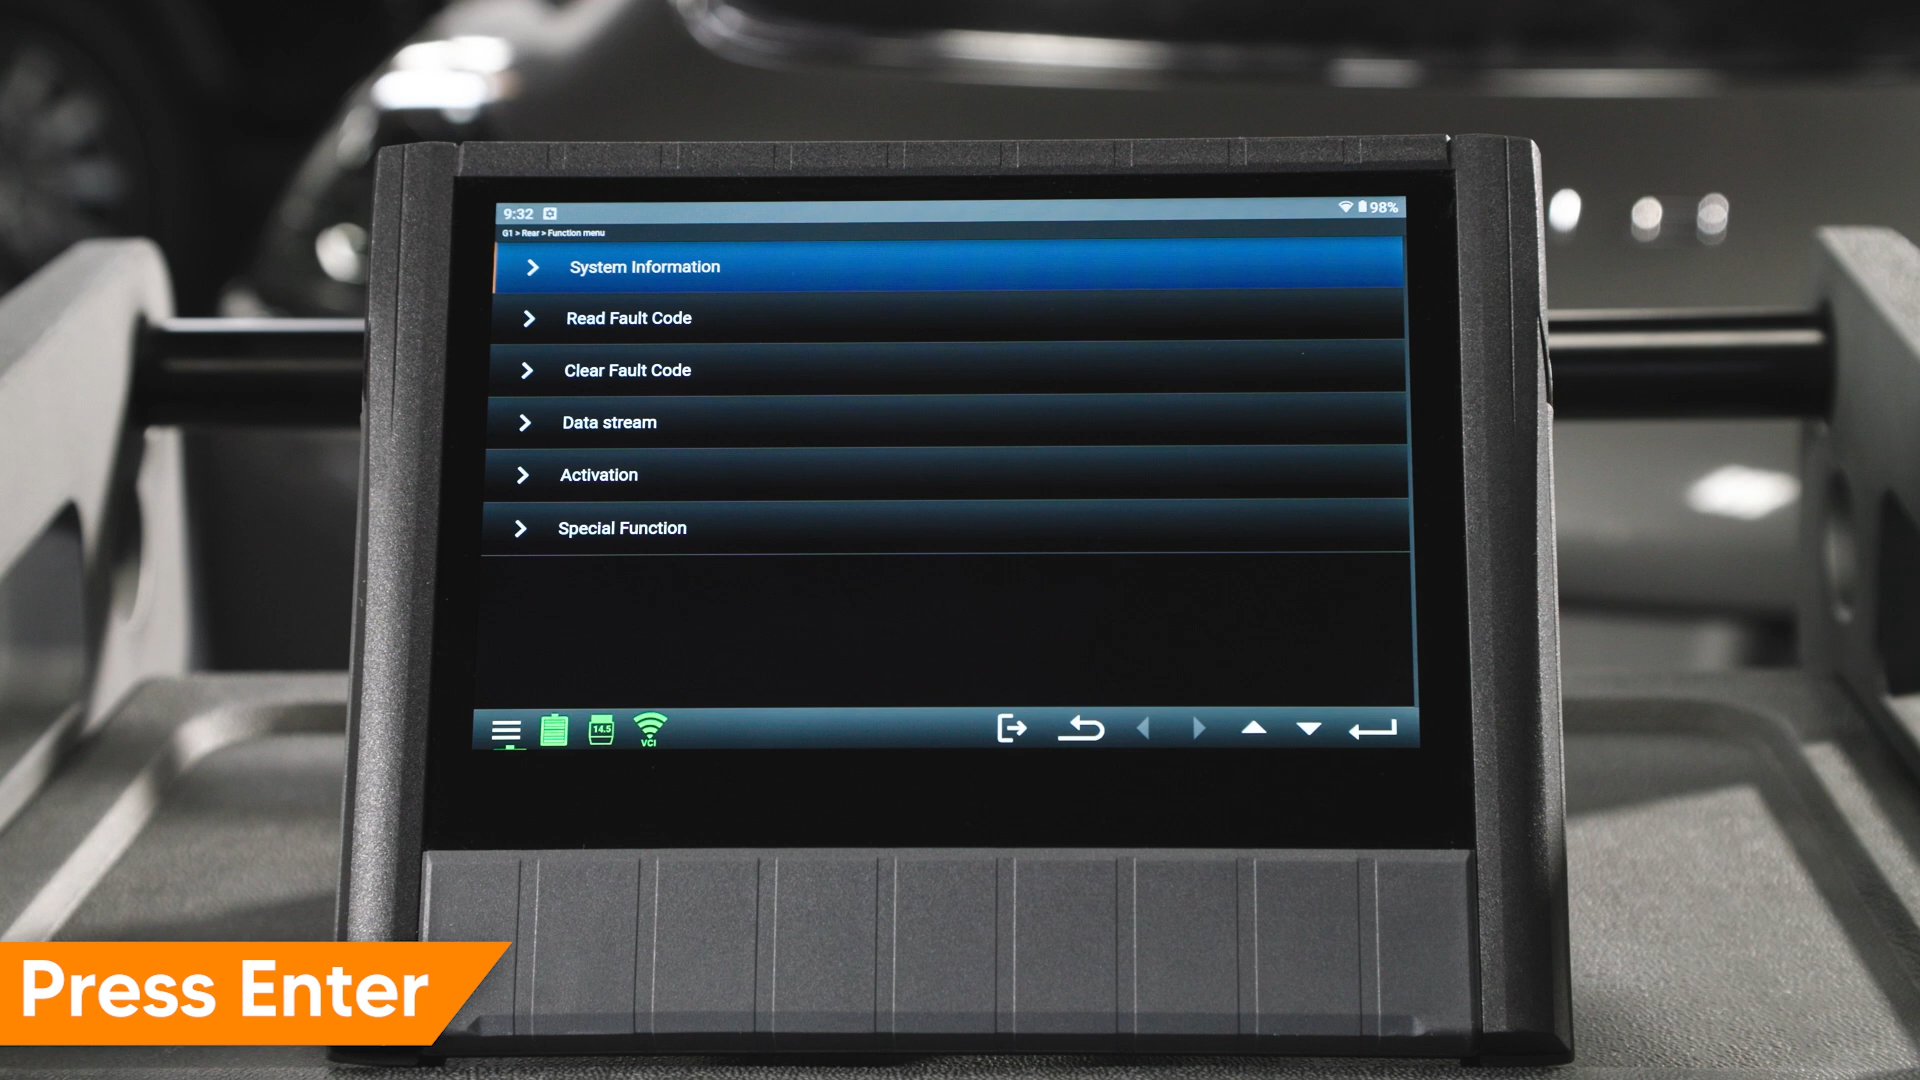 9:32
98%
G1 > Rear > Function menu
System Information
Read Fault Code
Clear Fault Code
Data stream
Activation
Special Function
14.5
VCI
Press Enter